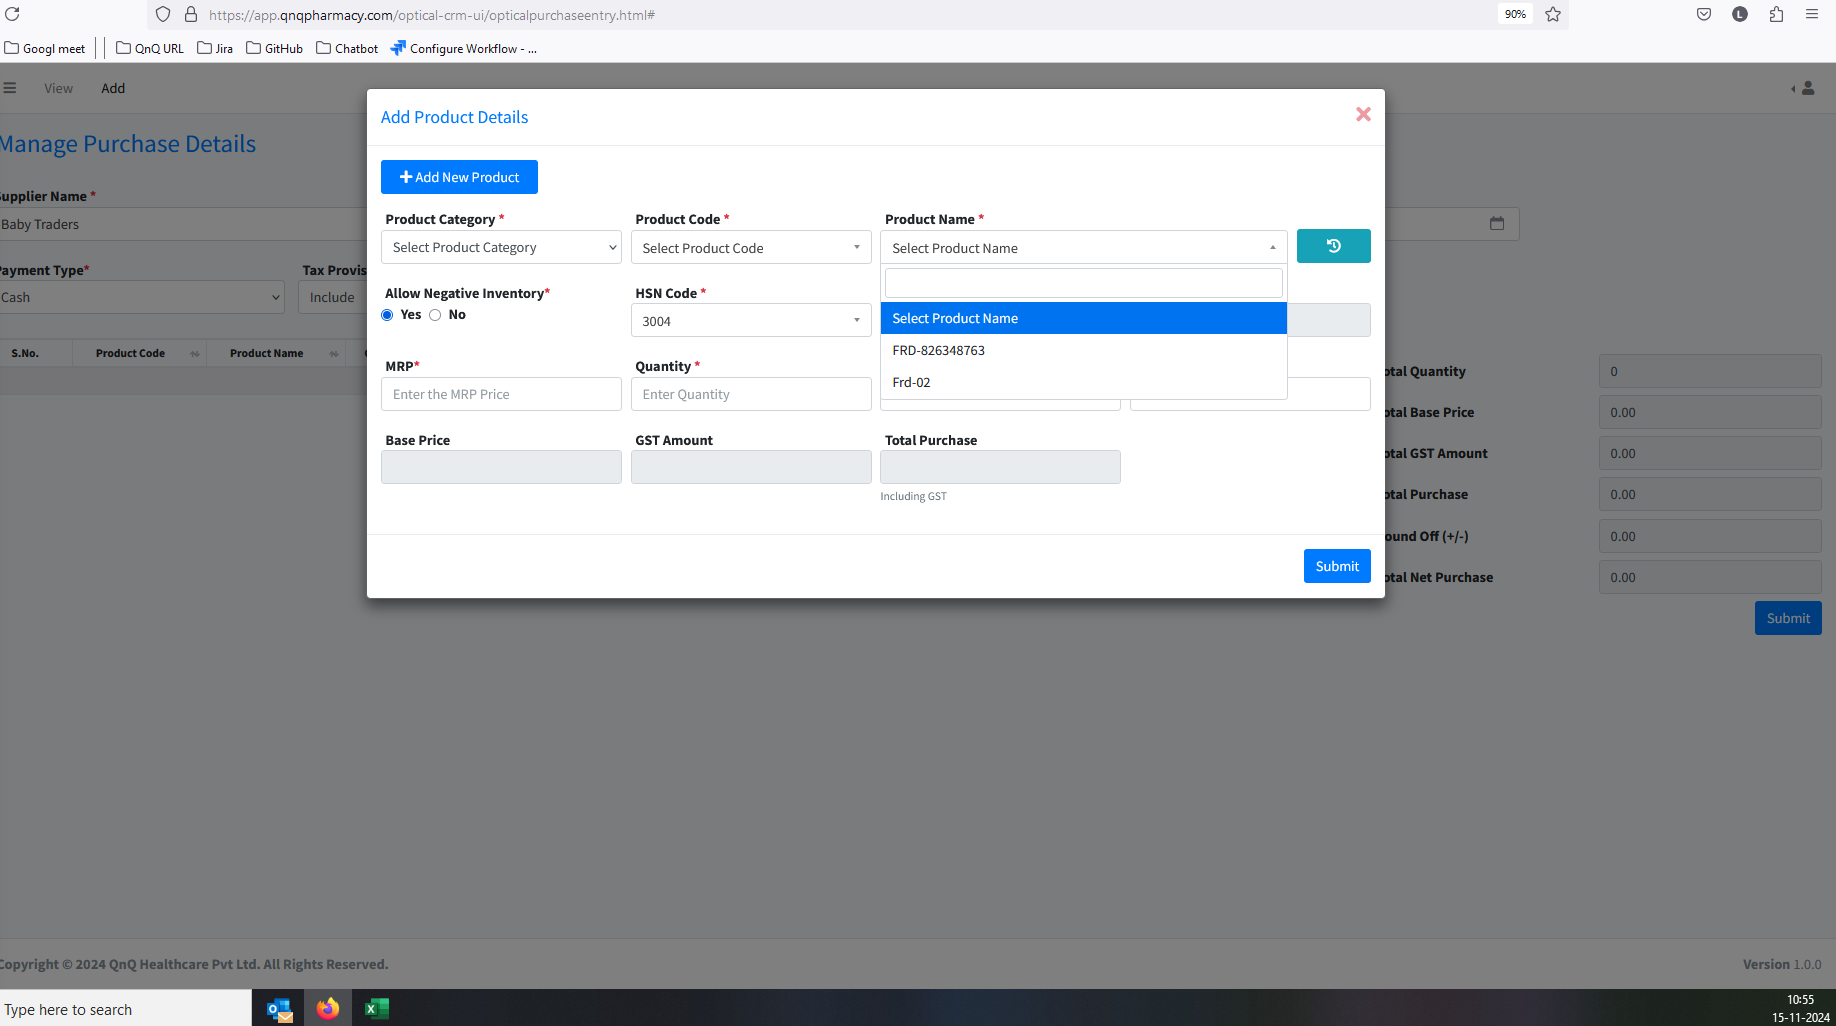 https://app.qnqpharmacy.com/optical-crm-ui/opticalpurchaseentry.html#
90%
L
Googl meet
QnQ URL
Jira
GitHub
Chatbot
Configure Workflow - ...
View
Add
Manage Purchase Details
Supplier Name *
Baby Traders
Payment Type*
Tax Provis
Cash
Include
S.No.
Product Code
Product Name
Add Product Details
Add New Product
Product Category *
Product Code *
Product Name *
Select Product Category
Select Product Code
Select Product Name
Allow Negative Inventory*
Yes
No
HSN Code *
3004
Select Product Name
FRD-826348763
Frd-02
MRP*
Quantity *
Enter the MRP Price
Enter Quantity
Base Price
GST Amount
Total Purchase
Including GST
Submit
otal Quantity
0
otal Base Price
0.00
otal GST Amount
0.00
otal Purchase
0.00
ound Off (+/-)
0.00
otal Net Purchase
0.00
Submit
Copyright © 2024 QnQ Healthcare Pvt Ltd. All Rights Reserved.
Version 1.0.0
Type here to search
10:55
15-11-2024